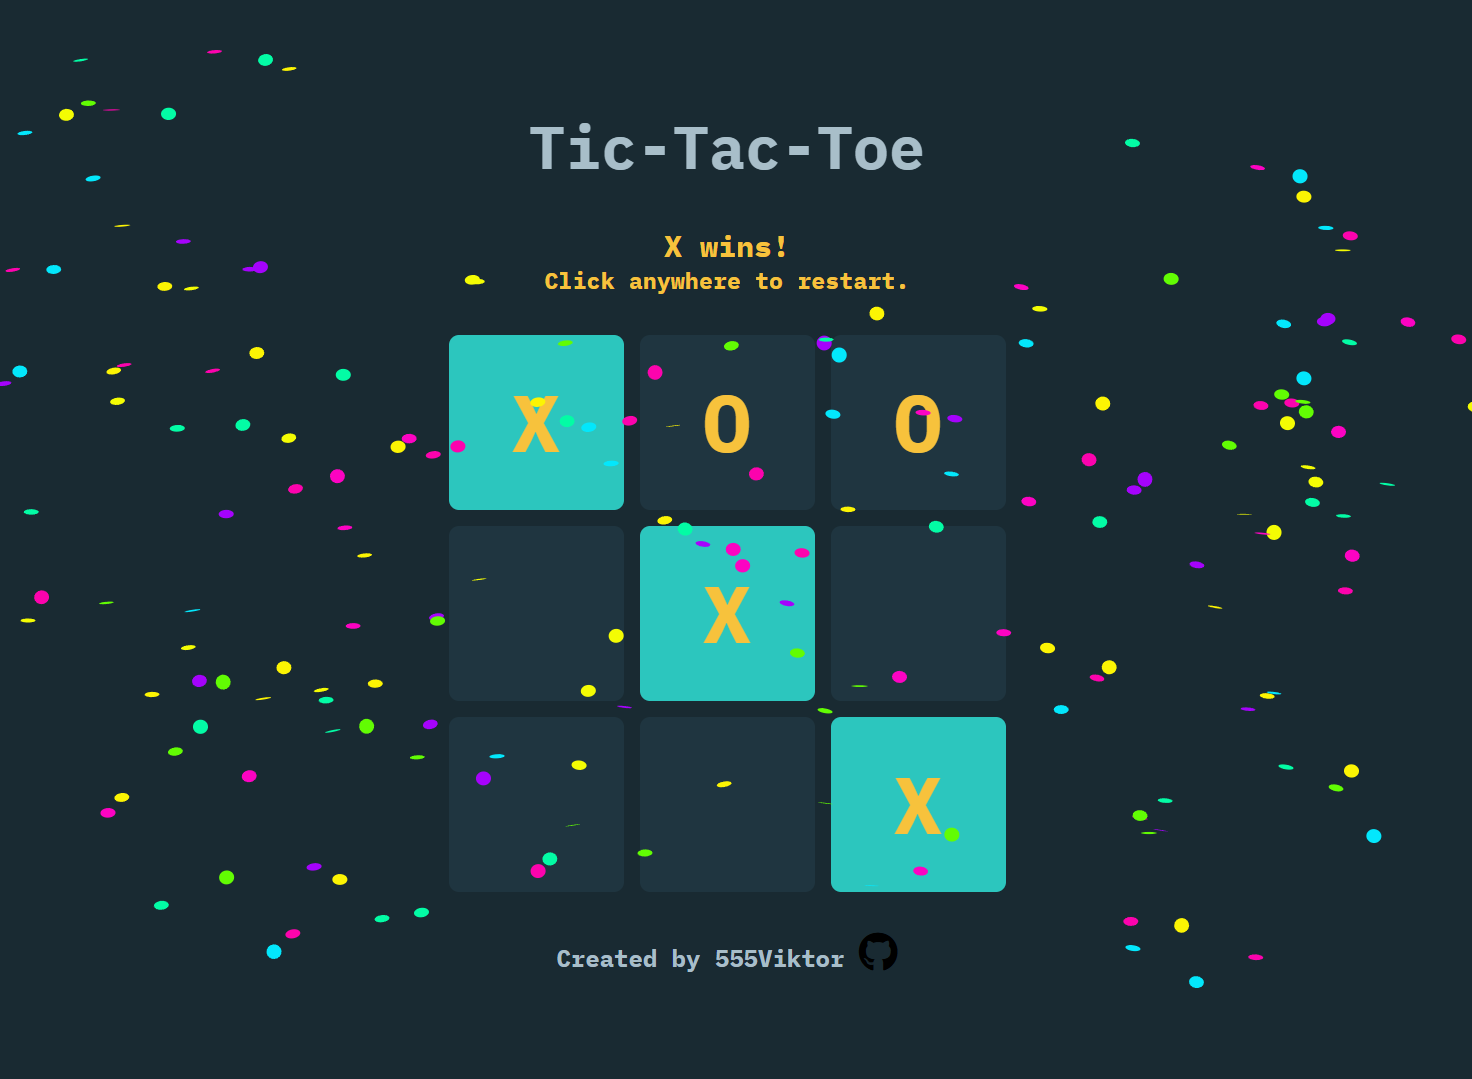 Tic-Tac-Toe
X wins!
Click anywhere to restart.
X O O
X
X
Created by 555Viktor